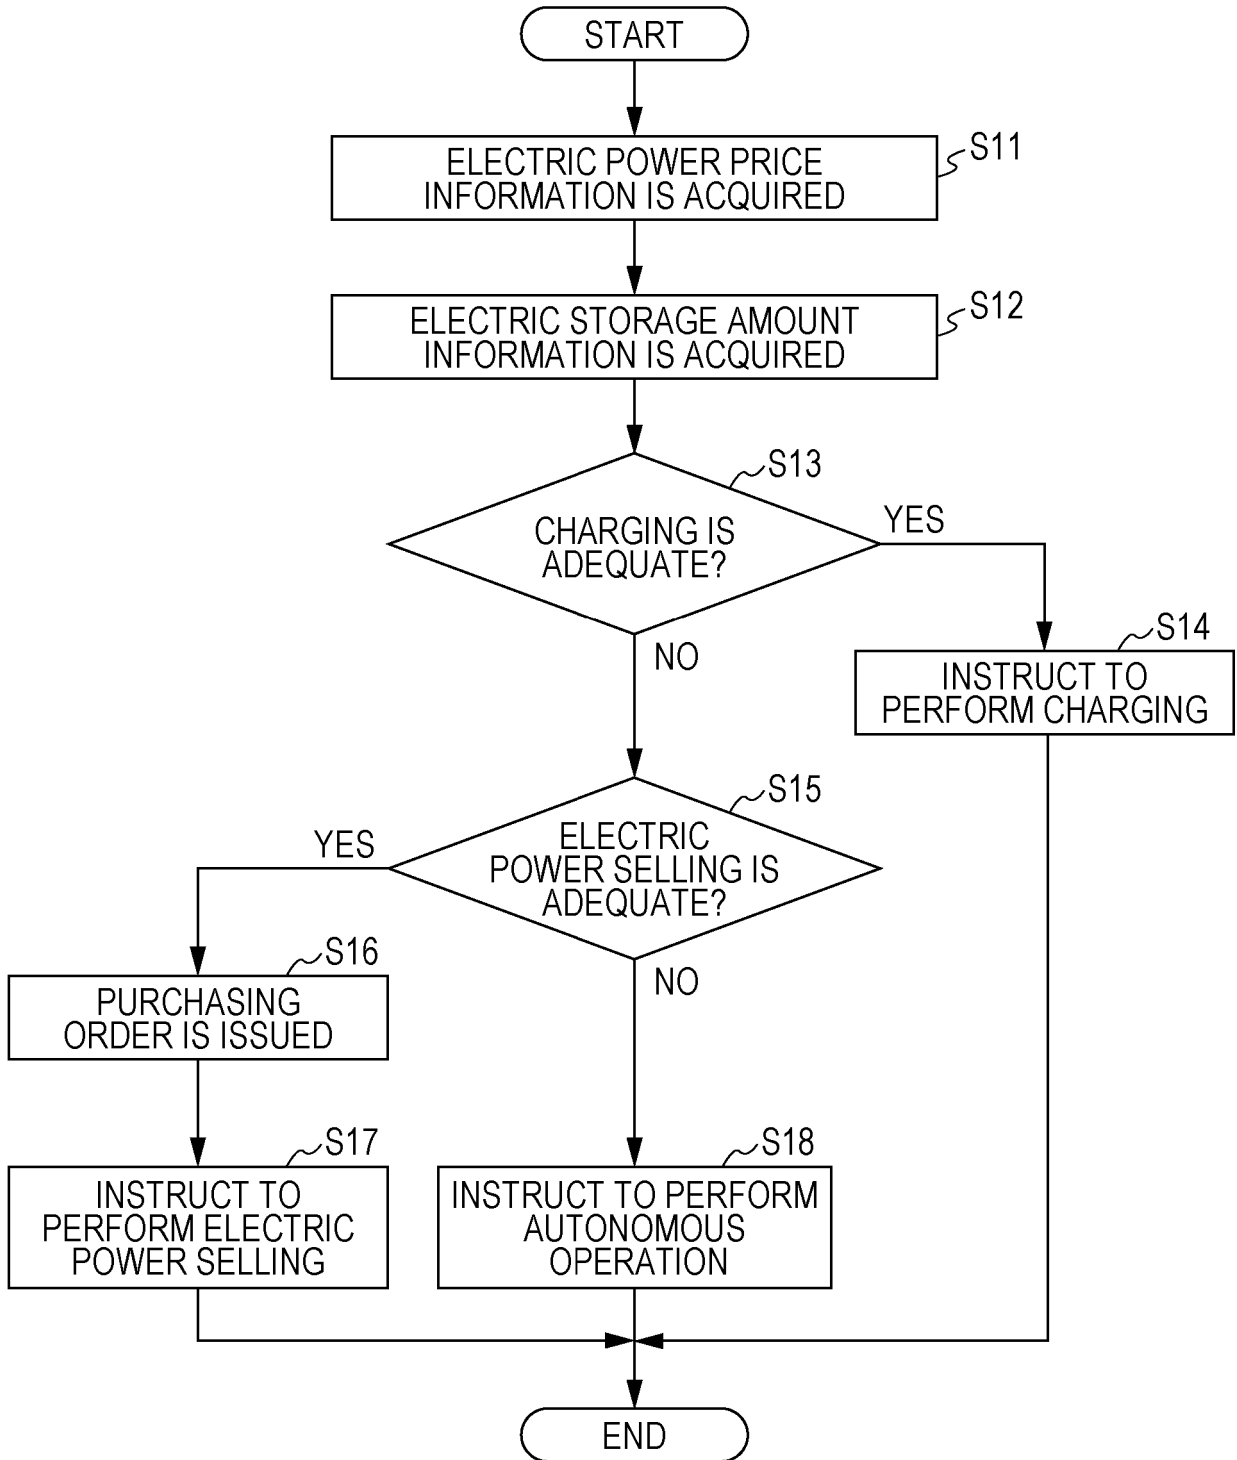 START
S11
ELECTRIC POWER PRICE
INFORMATION IS ACQUIRED
S12
ELECTRIC STORAGE AMOUNT
INFORMATION IS ACQUIRED
S13
CHARGING IS
ADEQUATE?
YES
NO
S14
INSTRUCT TO
PERFORM CHARGING
S15
ELECTRIC
POWER SELLING IS
ADEQUATE?
YES
NO
S16
PURCHASING
ORDER IS ISSUED
S17
INSTRUCT TO
PERFORM ELECTRIC
POWER SELLING
S18
INSTRUCT TO PERFORM
AUTONOMOUS
OPERATION
END